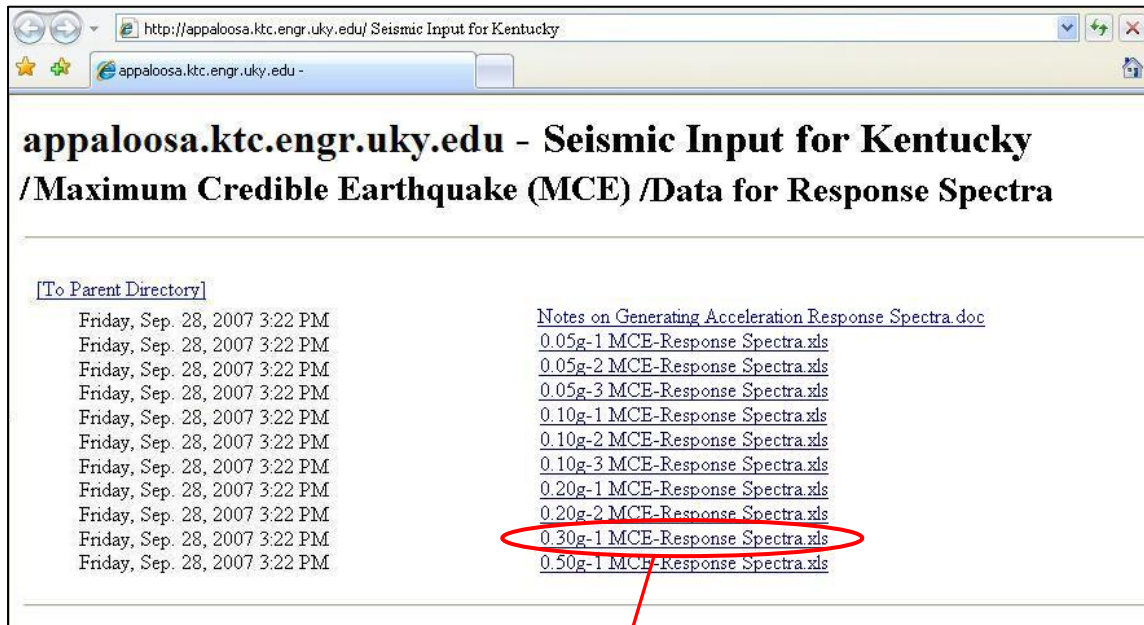 http://appaloosa.ktc.engr.uky.edu/ Seismic Input for Kentucky
appaloosa.ktc.engr.uky.edu -
appaloosa.ktc.engr.uky.edu - Seismic Input for Kentucky
/Maximum Credible Earthquake (MCE) /Data for Response Spectra
[To Parent Directory]
Friday, Sep. 28, 2007 3:22 PM Notes on Generating Acceleration Response Spectra.doc
Friday, Sep. 28, 2007 3:22 PM 0.05g-1 MCE-Response Spectra.xls
Friday, Sep. 28, 2007 3:22 PM 0.05g-2 MCE-Response Spectra.xls
Friday, Sep. 28, 2007 3:22 PM 0.05g-3 MCE-Response Spectra.xls
Friday, Sep. 28, 2007 3:22 PM 0.10g-1 MCE-Response Spectra.xls
Friday, Sep. 28, 2007 3:22 PM 0.10g-2 MCE-Response Spectra.xls
Friday, Sep. 28, 2007 3:22 PM 0.10g-3 MCE-Response Spectra.xls
Friday, Sep. 28, 2007 3:22 PM 0.20g-1 MCE-Response Spectra.xls
Friday, Sep. 28, 2007 3:22 PM 0.20g-2 MCE-Response Spectra.xls
Friday, Sep. 28, 2007 3:22 PM 0.30g-1 MCE-Response Spectra.xls
Friday, Sep. 28, 2007 3:22 PM 0.50g-1 MCE-Response Spectra.xls